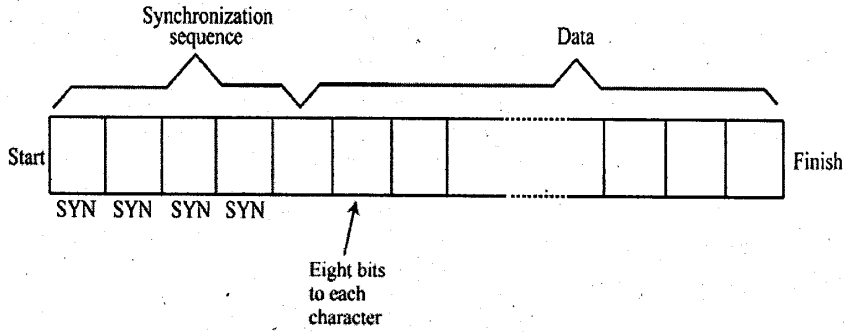 Synchronization
sequence
Data
Start
Finish
SYN SYN SYN SYN
Eight bits
to each
character